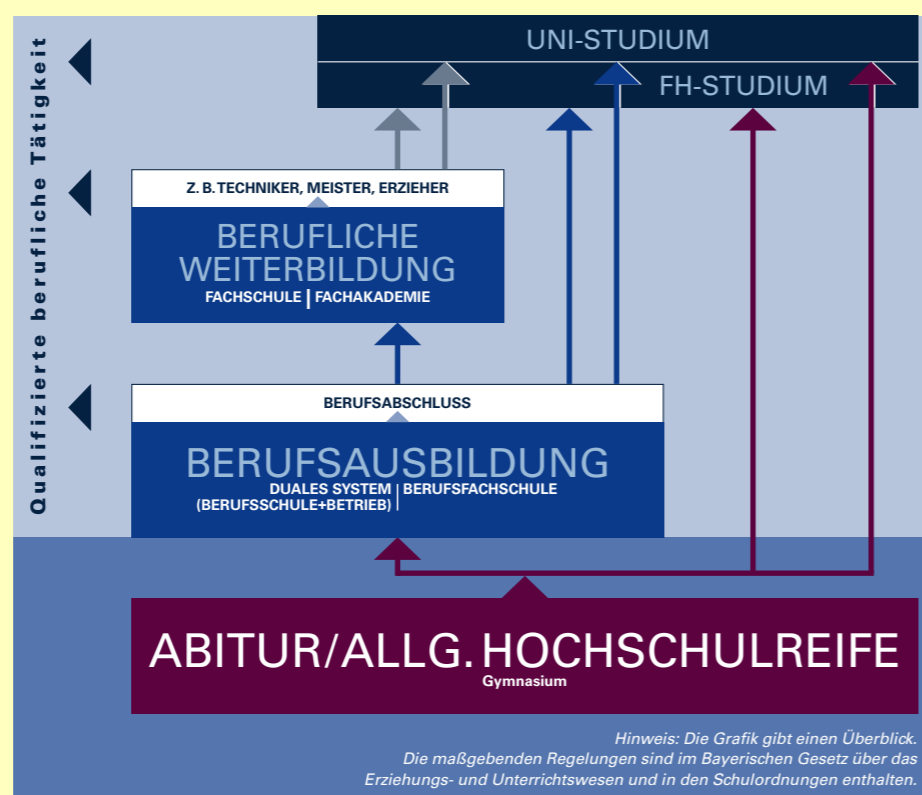 Qualifizierte berufliche Tätigkeit
UNI-STUDIUM
FH-STUDIUM
Z. B. TECHNIKER, MEISTER, ERZIEHER
BERUFLICHE
WEITERBILDUNG
FACHSCHULE | FACHAKADEMIE
BERUFSABSCHLUSS
BERUFSAUSBILDUNG
DUALES SYSTEM | BERUFSFACHSCHULE
(BERUFSSCHULE+BETRIEB)
ABITUR/ALLG. HOCHSCHULREIFE
Gymnasium
Hinweis: Die Grafik gibt einen Überblick.
Die maßgebenden Regelungen sind im Bayerischen Gesetz über das
Erziehungs- und Unterrichtswesen und in den Schulordnungen enthalten.